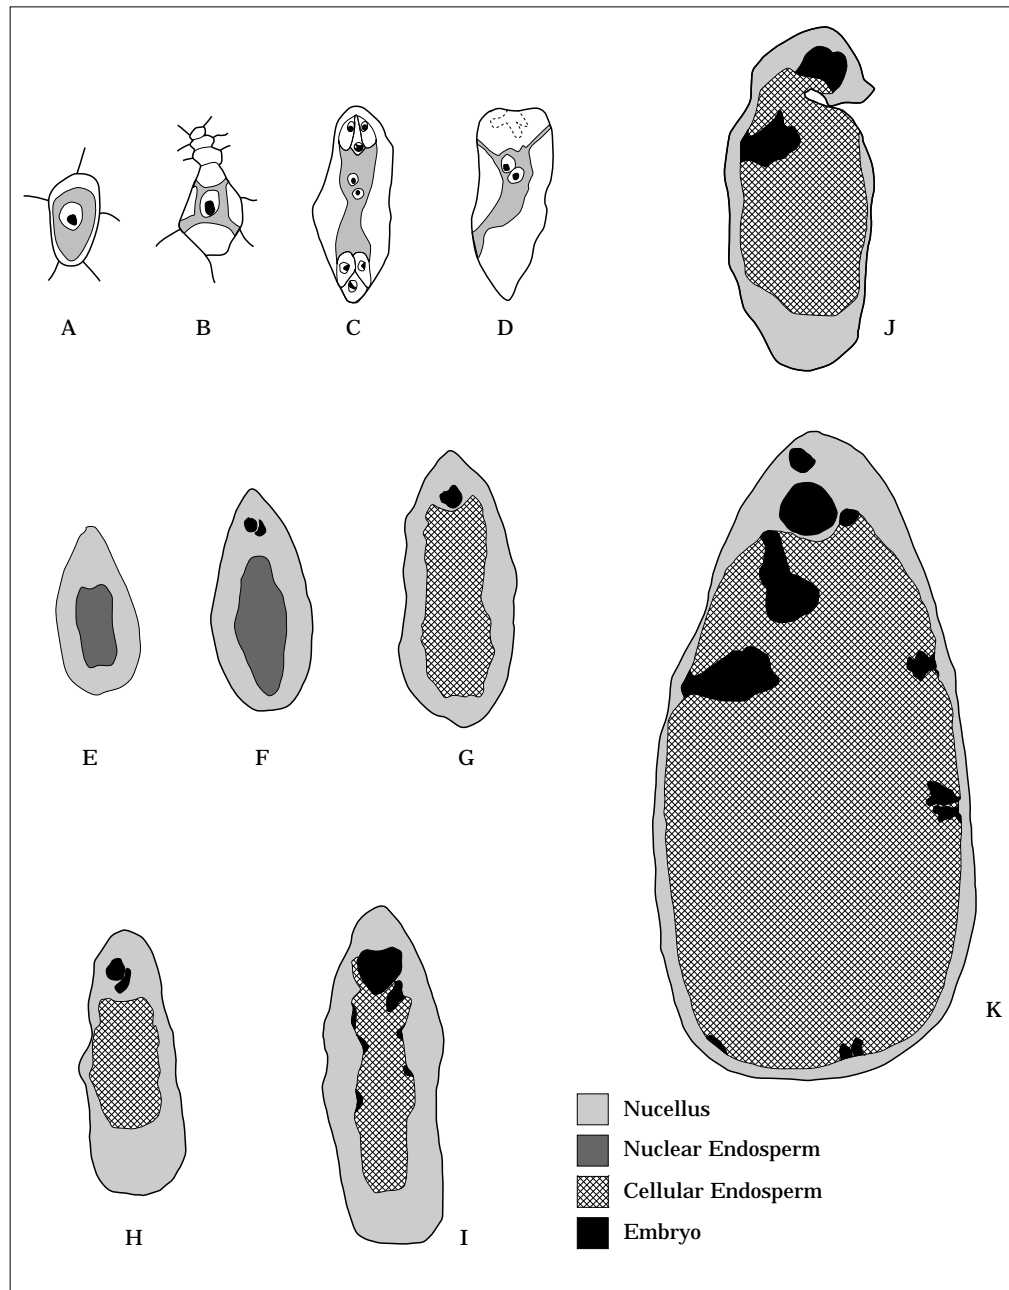 A
B
C
D
J
E
F
G
K
H
I
Nucellus
Nuclear Endosperm
Cellular Endosperm
Embryo